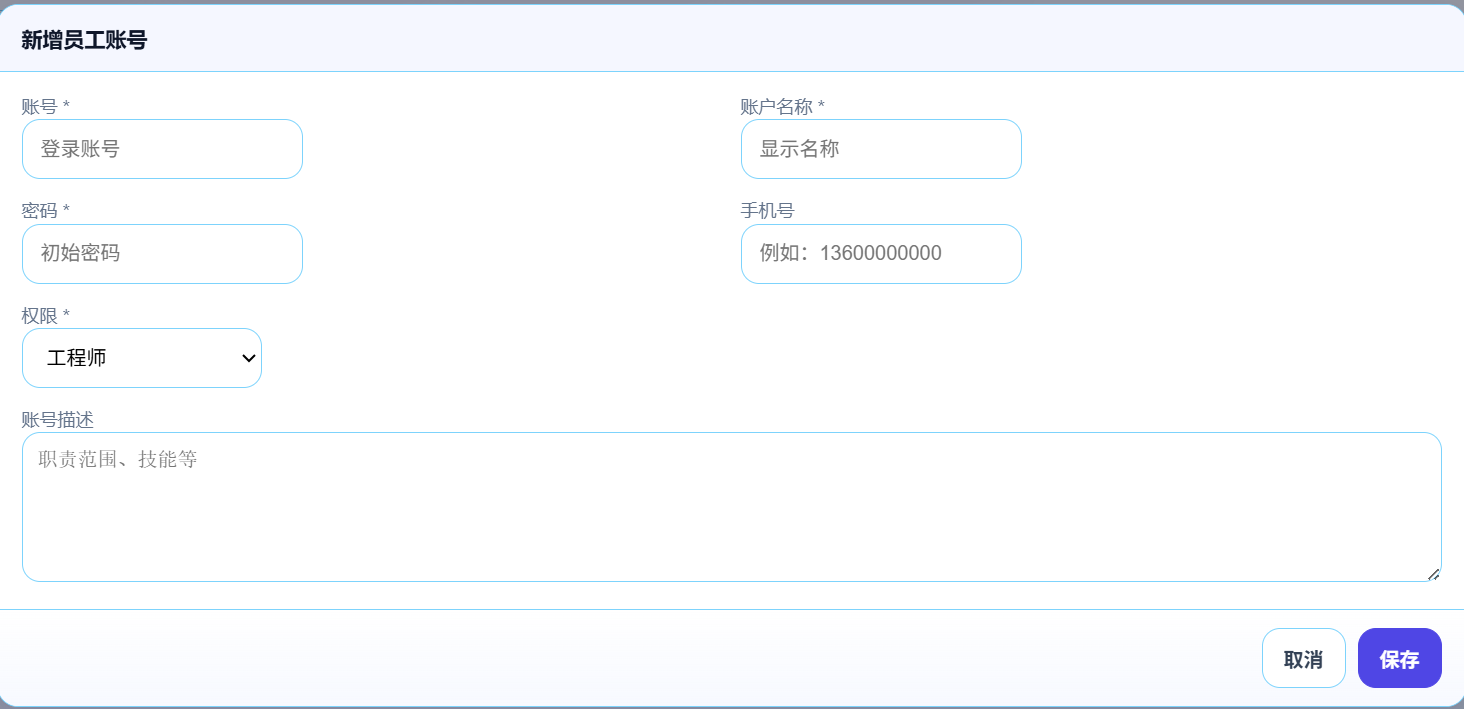 新增员工账号
账号 *
账户名称 *
登录账号
显示名称
密码 *
手机号
初始密码
例如：13600000000
权限 *
工程师
账号描述
职责范围、技能等
取消
保存